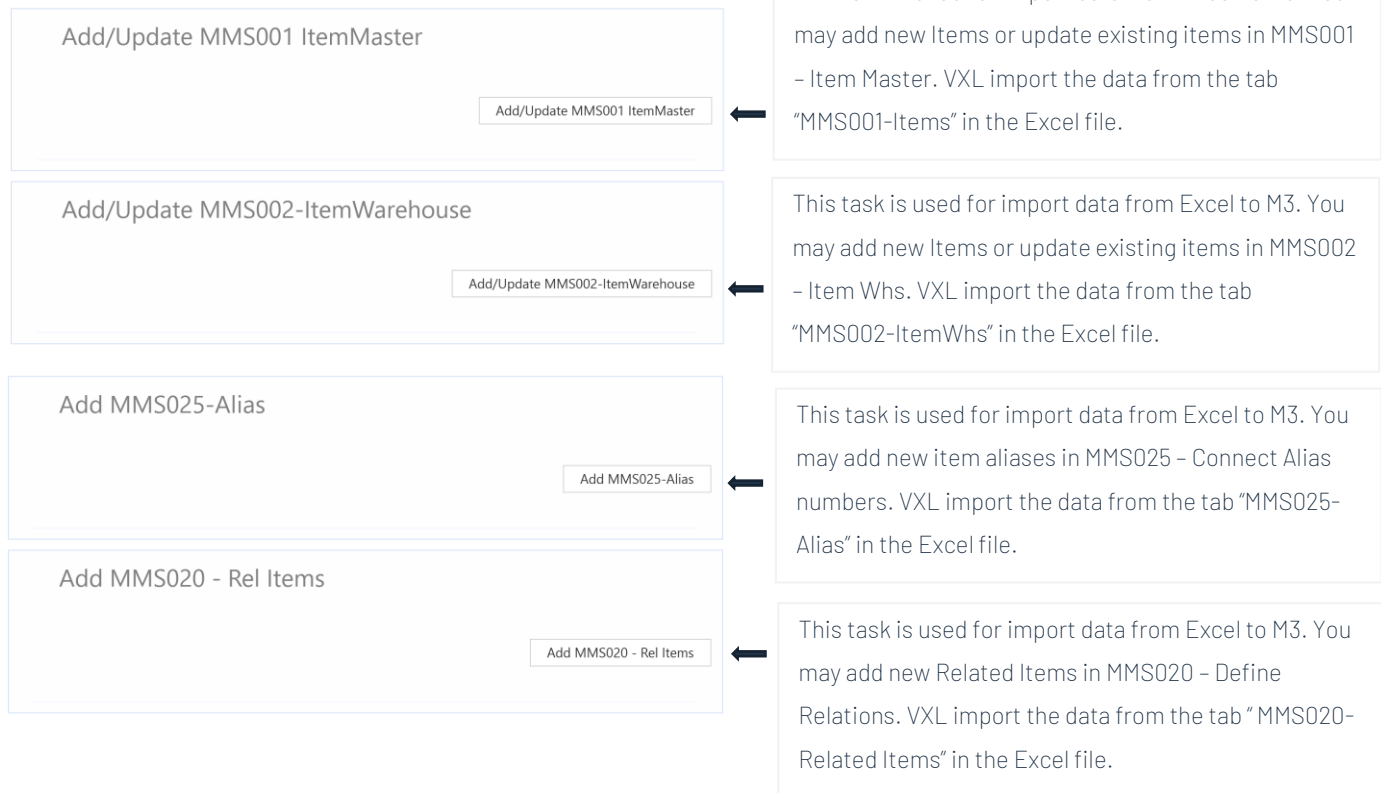 Add/Update MMS001 ItemMaster
Add/Update MMS001 ItemMaster
may add new Items or update existing items in MMS001
– Item Master. VXL import the data from the tab
“MMS001-Items” in the Excel file.
Add/Update MMS002-ItemWarehouse
Add/Update MMS002-ItemWarehouse
This task is used for import data from Excel to M3. You
may add new Items or update existing items in MMS002
– Item Whs. VXL import the data from the tab
“MMS002-ItemWhs” in the Excel file.
Add MMS025-Alias
Add MMS025-Alias
This task is used for import data from Excel to M3. You
may add new item aliases in MMS025 – Connect Alias
numbers. VXL import the data from the tab “MMS025-
Alias” in the Excel file.
Add MMS020 - Rel Items
Add MMS020 - Rel Items
This task is used for import data from Excel to M3. You
may add new Related Items in MMS020 – Define
Relations. VXL import the data from the tab “ MMS020-
Related Items” in the Excel file.